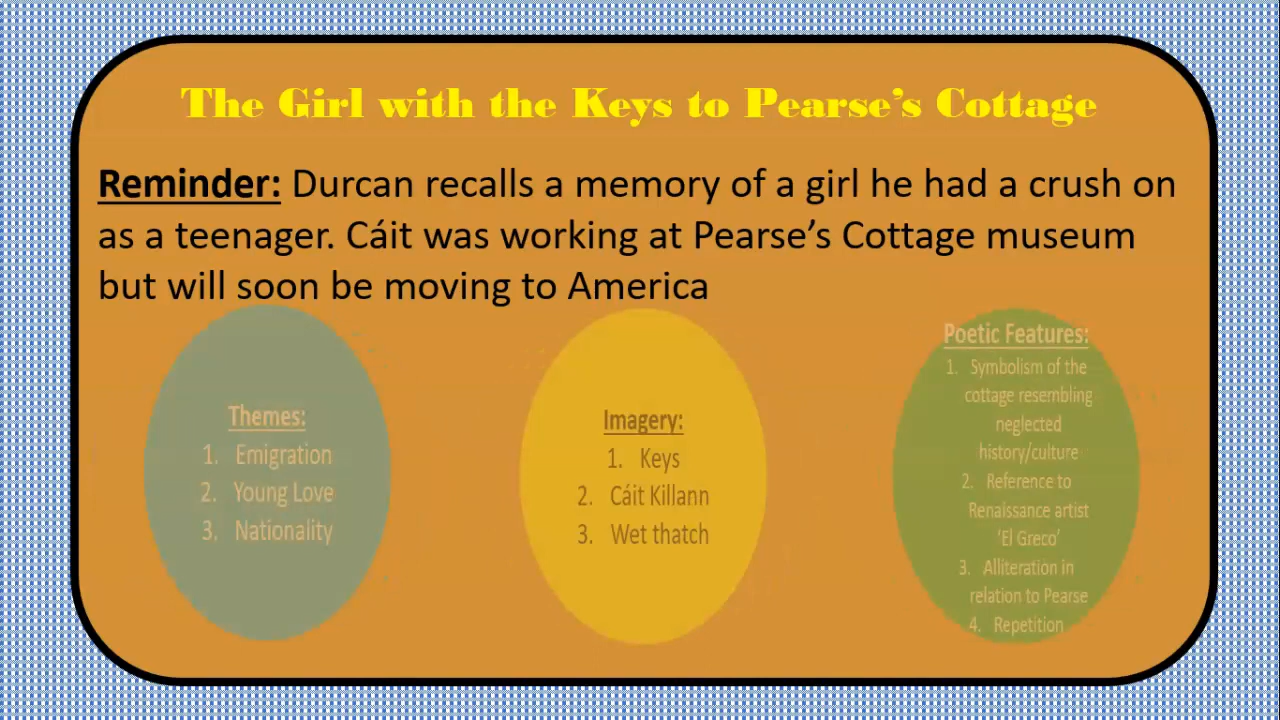 The Girl with the Keys to Pearse’s Cottage
Reminder: Durcan recalls a memory of a girl he had a crush on
as a teenager. Cáit was working at Pearse’s Cottage museum
but will soon be moving to America
Themes:
1. Emigration
2. Young Love
3. Nationality
Imagery:
1. Keys
2. Cáit Killann
3. Wet thatch
Poetic Features:
1. Symbolism of the
cottage resembling
neglected
history/culture
2. Reference to
Renaissance artist
‘El Greco’
3. Alliteration in
relation to Pearse
4. Repetition